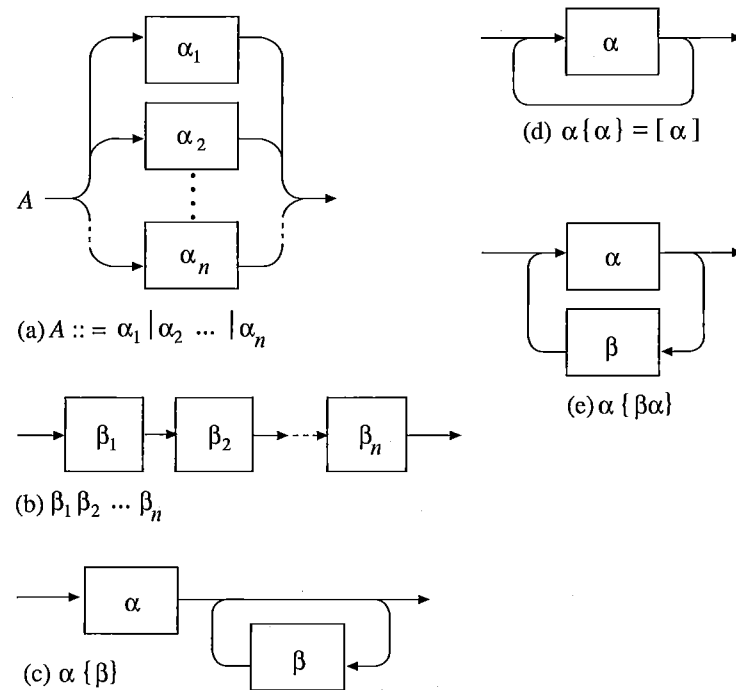 α₁
α₂
A
αₙ
(a) A :: = α₁ | α₂ ... | αₙ
β₁ β₂ βₙ
(b) β₁ β₂ ... βₙ
α
β
(c) α {β}
α
(d) α{α} = [α]
α
β
(e) α {βα}